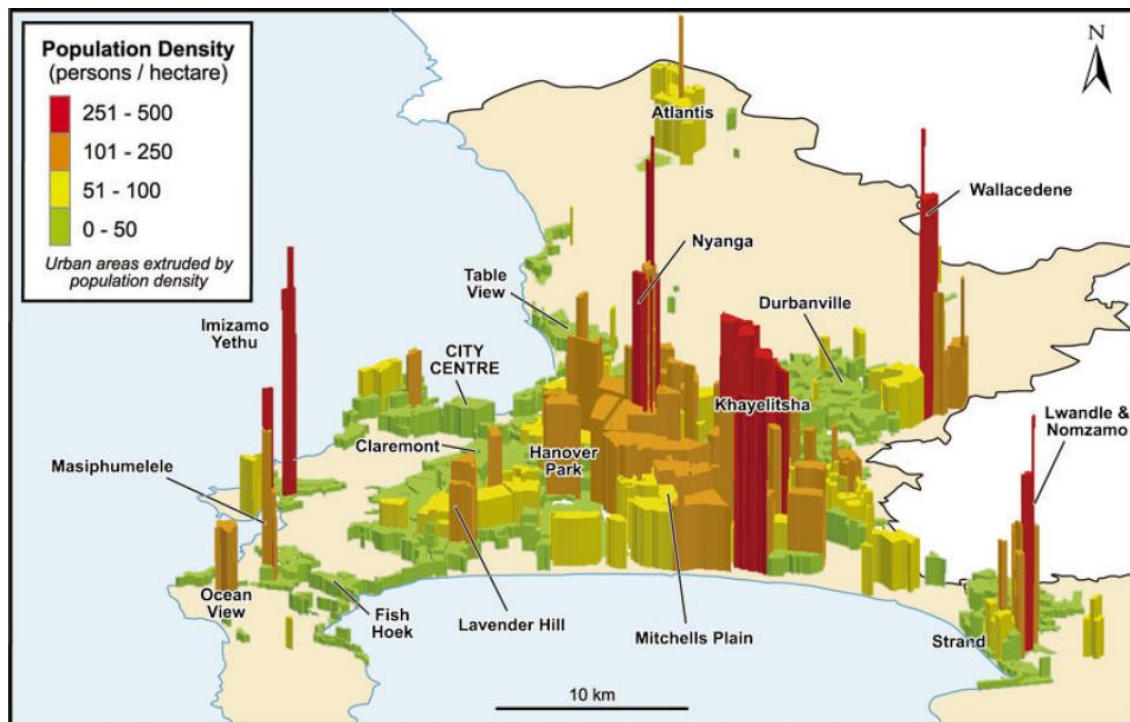 Population Density
(persons / hectare)
251 - 500
101 - 250
51 - 100
0 - 50
Urban areas extruded by
population density
N
Atlantis
Wallacedene
Nyanga
Table
View
Durbanville
Imizamo
Yethu
CITY
CENTRE
Khayelitsha
Lwandle &
Nomzamo
Claremont
Hanover
Park
Masiphumelele
Ocean
View
Fish
Hoek
Lavender Hill
Mitchells Plain
Strand
10 km